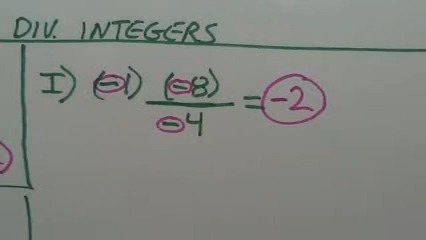 DIV. INTEGERS
I) (-1) (-8) / -4 = -2